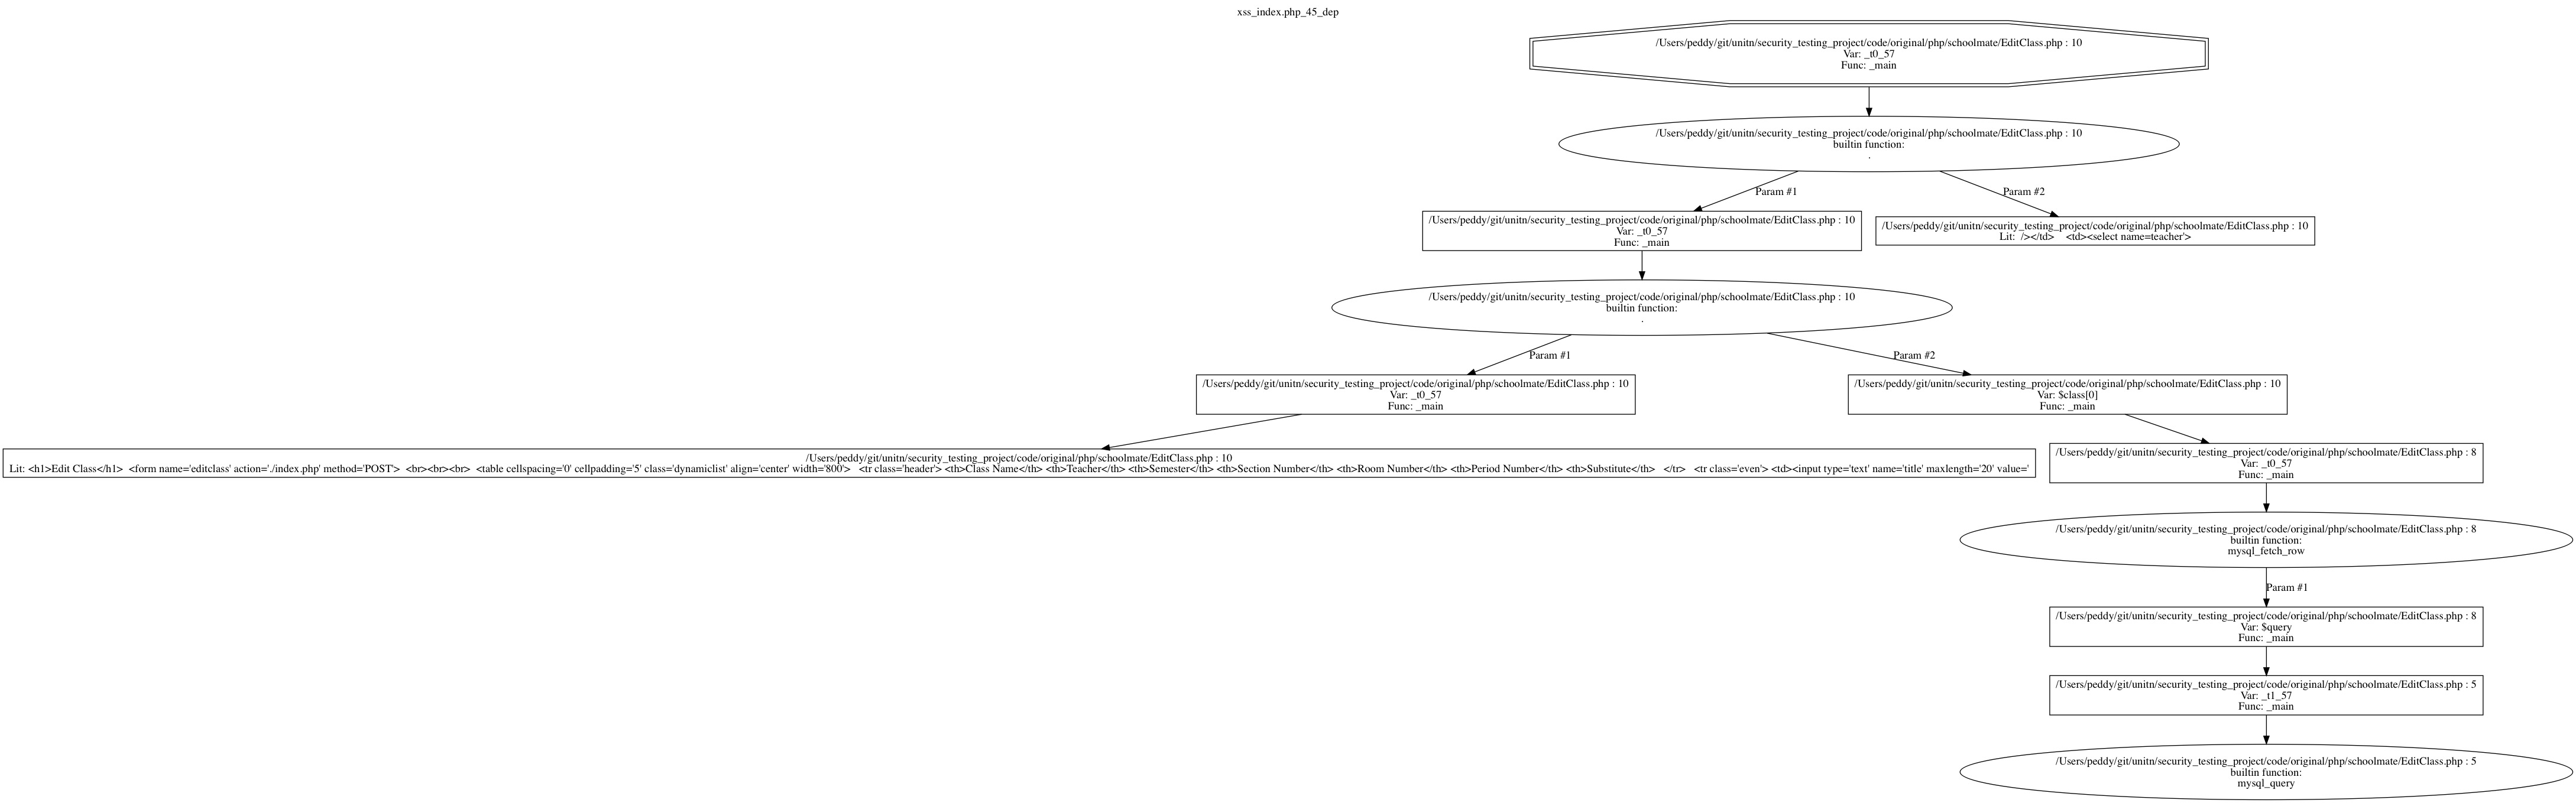 xss_index.php_45_dep
/Users/peddy/git/unitn/security_testing_project/code/original/php/schoolmate/EditClass.php : 10
Var: _t0_57
Func: _main
/Users/peddy/git/unitn/security_testing_project/code/original/php/schoolmate/EditClass.php : 10
builtin function:
.
Param #1
Param #2
/Users/peddy/git/unitn/security_testing_project/code/original/php/schoolmate/EditClass.php : 10
Var: _t0_57
Func: _main
/Users/peddy/git/unitn/security_testing_project/code/original/php/schoolmate/EditClass.php : 10
Lit:  /></td>    <td><select name=teacher'>
/Users/peddy/git/unitn/security_testing_project/code/original/php/schoolmate/EditClass.php : 10
builtin function:
.
Param #1
Param #2
/Users/peddy/git/unitn/security_testing_project/code/original/php/schoolmate/EditClass.php : 10
Var: _t0_57
Func: _main
/Users/peddy/git/unitn/security_testing_project/code/original/php/schoolmate/EditClass.php : 10
Var: $class[0]
Func: _main
/Users/peddy/git/unitn/security_testing_project/code/original/php/schoolmate/EditClass.php : 10
Lit: <h1>Edit Class</h1>  <form name='editclass' action='./index.php' method='POST'>  <br><br><br>  <table cellspacing='0' cellpadding='5' class='dynamiclist' align='center' width='800'>   <tr class='header'> <th>Class Name</th> <th>Teacher</th> <th>Semester</th> <th>Section Number</th> <th>Room Number</th> <th>Period Number</th> <th>Substitute</th>   </tr>   <tr class='even'> <td><input type='text' name='title' maxlength='20' value='
/Users/peddy/git/unitn/security_testing_project/code/original/php/schoolmate/EditClass.php : 8
Var: _t0_57
Func: _main
/Users/peddy/git/unitn/security_testing_project/code/original/php/schoolmate/EditClass.php : 8
builtin function:
mysql_fetch_row
Param #1
/Users/peddy/git/unitn/security_testing_project/code/original/php/schoolmate/EditClass.php : 8
Var: $query
Func: _main
/Users/peddy/git/unitn/security_testing_project/code/original/php/schoolmate/EditClass.php : 5
Var: _t1_57
Func: _main
/Users/peddy/git/unitn/security_testing_project/code/original/php/schoolmate/EditClass.php : 5
builtin function:
mysql_query